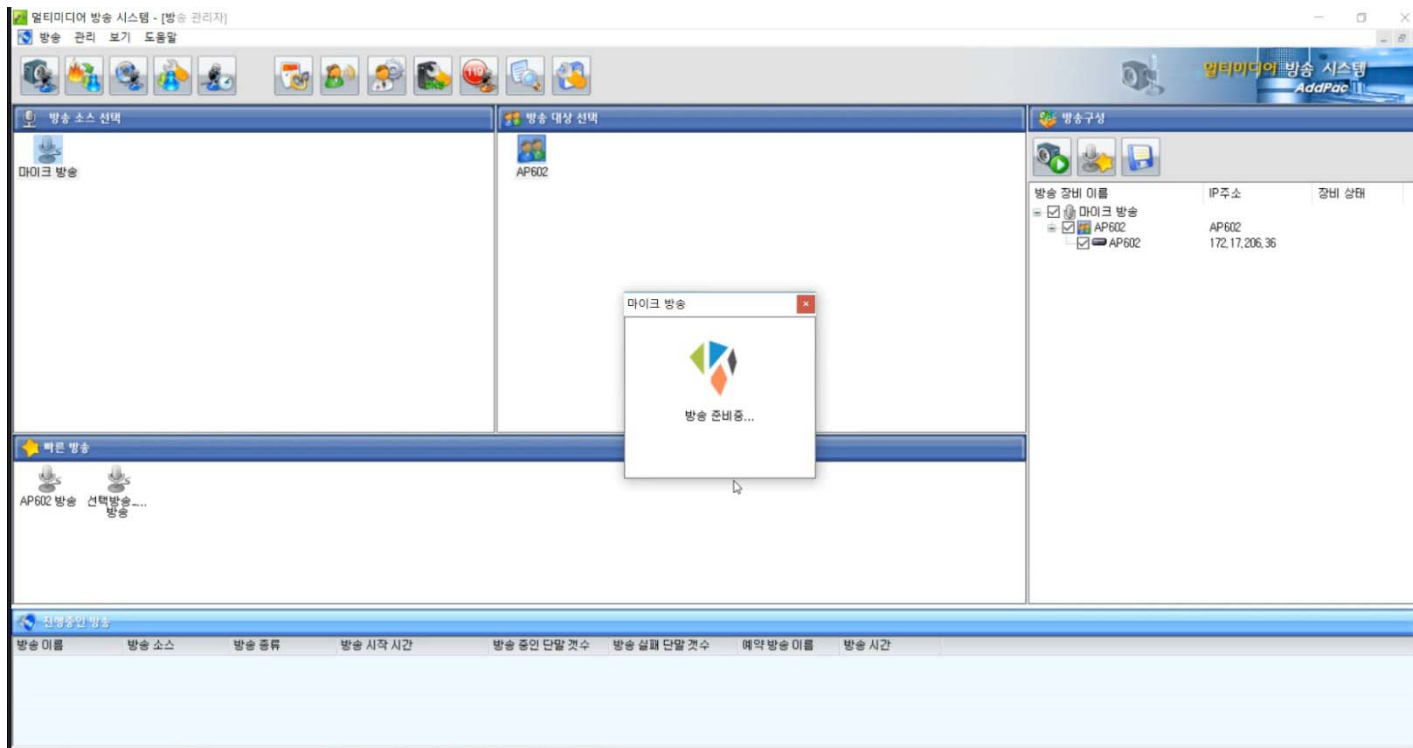 멀티미디어 방송 시스템 - [방송 관리자]
방송 관리 보기 도움말
멀티미디어 방송 시스템
AddPac
방송 소스 선택
마이크 방송
방송 대상 선택
AP602
방송구성
방송 장비 이름 IP주소 장비 상태
마이크 방송
AP602 AP602
AP602 172,17,206,36
마이크 방송
방송 준비중...
빠른 방송
AP602 방송 선택방송_...
방송
진행중인 방송
방송 이름 방송 소스 방송 종류 방송 시작 시간 방송 중인 단말 갯수 방송 실패 단말 갯수 예약 방송 이름 방송 시간